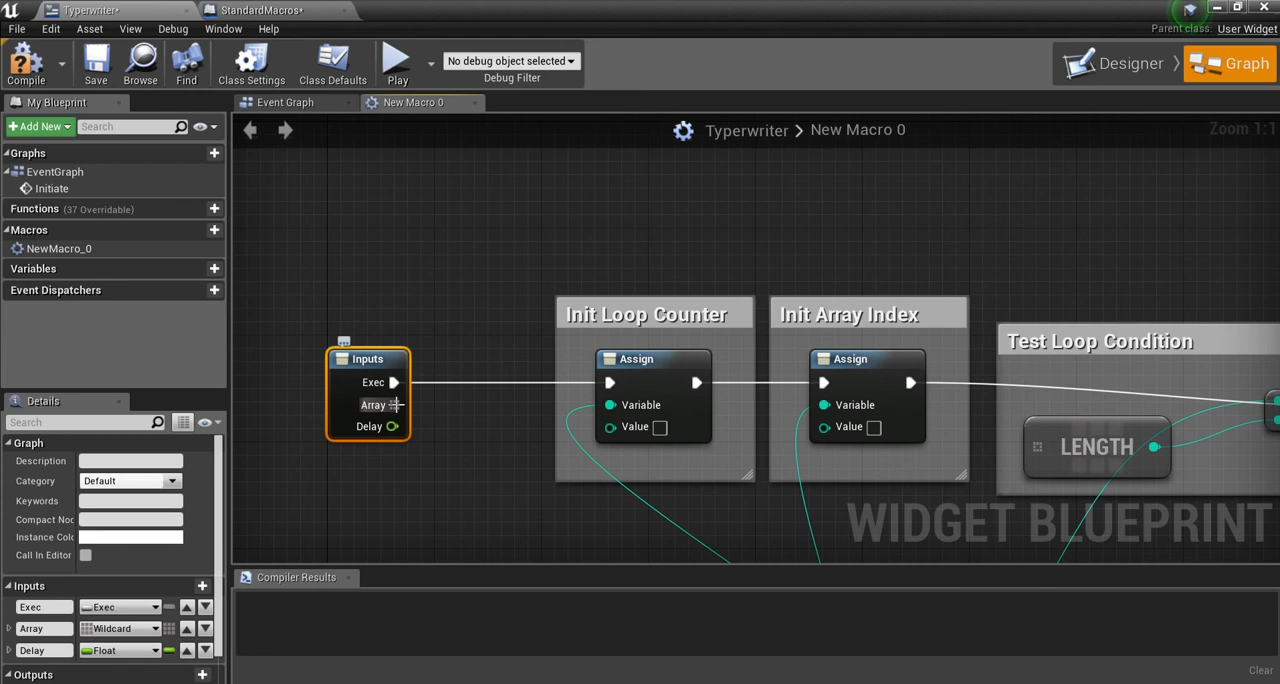 Typewriter*
StandardMacros*
File Edit Asset View Debug Window Help
Parent class: User Widget
Compile
Save
Browse
Find
Class Settings
Class Defaults
Play
No debug object selected
Debug Filter
Designer
Graph
My Blueprint
Event Graph
New Macro 0
Add New
Search
Typerwriter > New Macro 0
Zoom 1:1
Graphs
EventGraph
Initiate
Functions (37 Overridable)
Macros
NewMacro_0
Variables
Event Dispatchers
Inputs
Exec
Array
Delay
Init Loop Counter
Assign
Variable
Value
Init Array Index
Assign
Variable
Value
Test Loop Condition
LENGTH
WIDGET BLUEPRINT
Details
Search
Graph
Description
Category Default
Keywords
Compact Noc
Instance Colc
Call In Editor
Inputs
Exec Exec
Array Wildcard
Delay Float
Outputs
Compiler Results
Clear